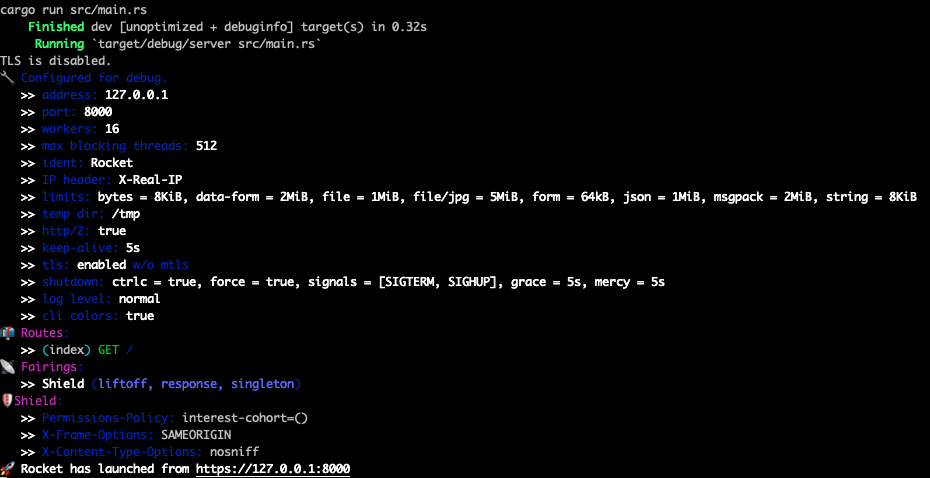 cargo run src/main.rs
Finished dev [unoptimized + debuginfo] target(s) in 0.32s
Running `target/debug/server src/main.rs`
TLS is disabled.
🔧 Configured for debug.
>> address: 127.0.0.1
>> port: 8000
>> workers: 16
>> max blocking threads: 512
>> ident: Rocket
>> IP header: X-Real-IP
>> limits: bytes = 8KiB, data-form = 2MiB, file = 1MiB, file/jpg = 5MiB, form = 64kB, json = 1MiB, msgpack = 2MiB, string = 8KiB
>> temp dir: /tmp
>> http/2: true
>> keep-alive: 5s
>> tls: enabled w/o mtls
>> shutdown: ctrlc = true, force = true, signals = [SIGTERM, SIGHUP], grace = 5s, mercy = 5s
>> log level: normal
>> cli colors: true
📬 Routes:
>> (index) GET /
📡 Fairings:
>> Shield (liftoff, response, singleton)
🛡️Shield:
>> Permissions-Policy: interest-cohort=()
>> X-Frame-Options: SAMEORIGIN
>> X-Content-Type-Options: nosniff
🚀 Rocket has launched from https://127.0.0.1:8000